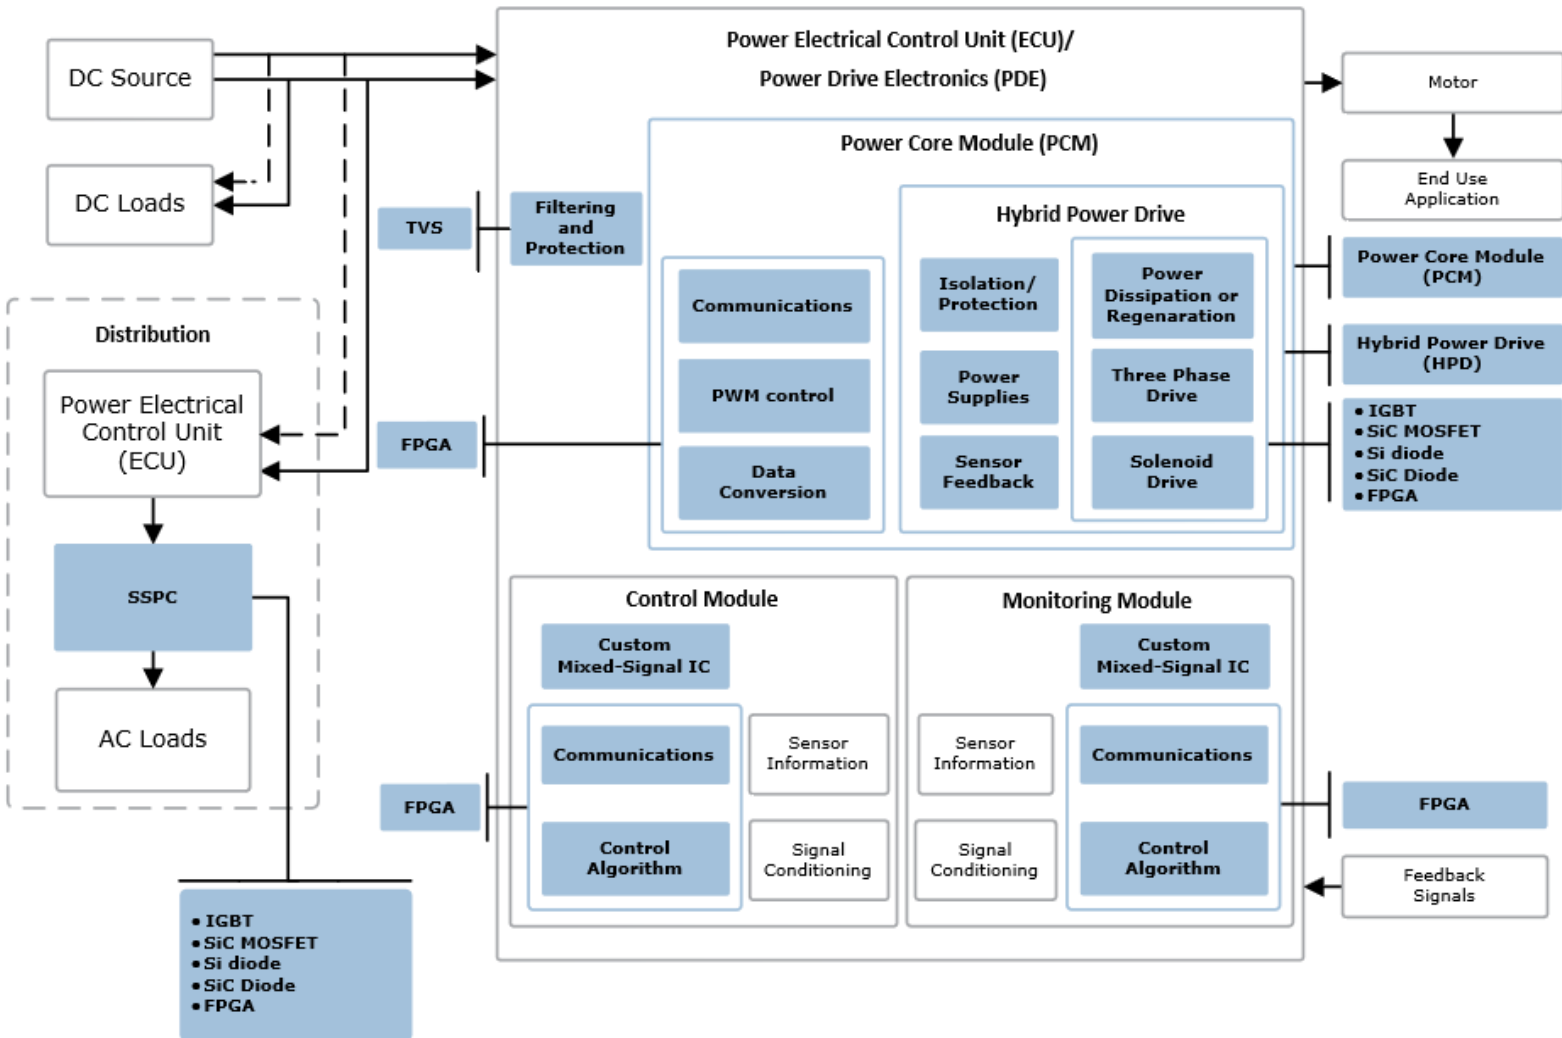 DC Source
DC Loads
Distribution
Power Electrical
Control Unit
(ECU)
SSPC
AC Loads
• IGBT
• SiC MOSFET
• Si diode
• SiC Diode
• FPGA
TVS
FPGA
FPGA
Power Electrical Control Unit (ECU)/
Power Drive Electronics (PDE)
Filtering
and
Protection
Power Core Module (PCM)
Communications
PWM control
Data
Conversion
Hybrid Power Drive
Isolation/
Protection
Power
Supplies
Sensor
Feedback
Power
Dissipation or
Regenaration
Three Phase
Drive
Solenoid
Drive
Control Module
Custom
Mixed-Signal IC
Communications
Control
Algorithm
Sensor
Information
Signal
Conditioning
Monitoring Module
Custom
Mixed-Signal IC
Sensor
Information
Signal
Conditioning
Communications
Control
Algorithm
Motor
End Use
Application
Power Core Module
(PCM)
Hybrid Power Drive
(HPD)
• IGBT
• SiC MOSFET
• Si diode
• SiC Diode
• FPGA
FPGA
Feedback
Signals